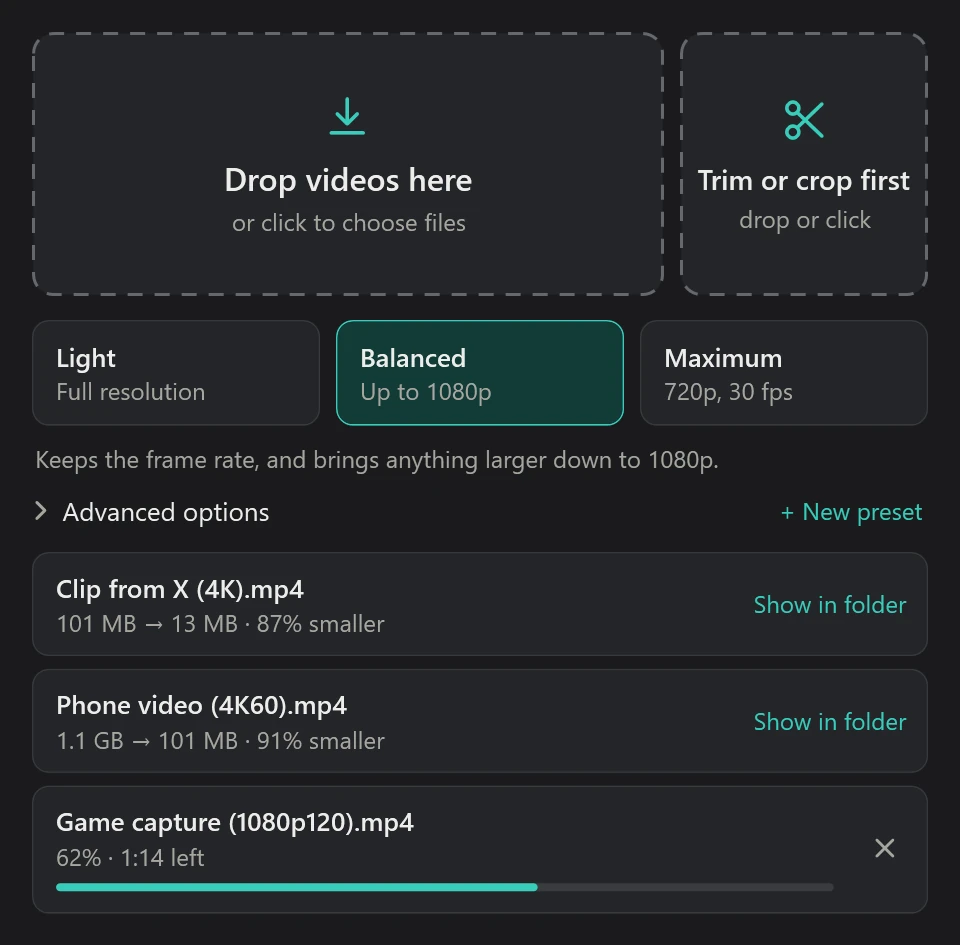 Drop videos here
or click to choose files
Trim or crop first
drop or click
Light
Full resolution
Balanced
Up to 1080p
Maximum
720p, 30 fps
Keeps the frame rate, and brings anything larger down to 1080p.
Advanced options
+ New preset
Clip from X (4K).mp4
101 MB → 13 MB · 87% smaller
Show in folder
Phone video (4K60).mp4
1.1 GB → 101 MB · 91% smaller
Show in folder
Game capture (1080p120).mp4
62% · 1:14 left